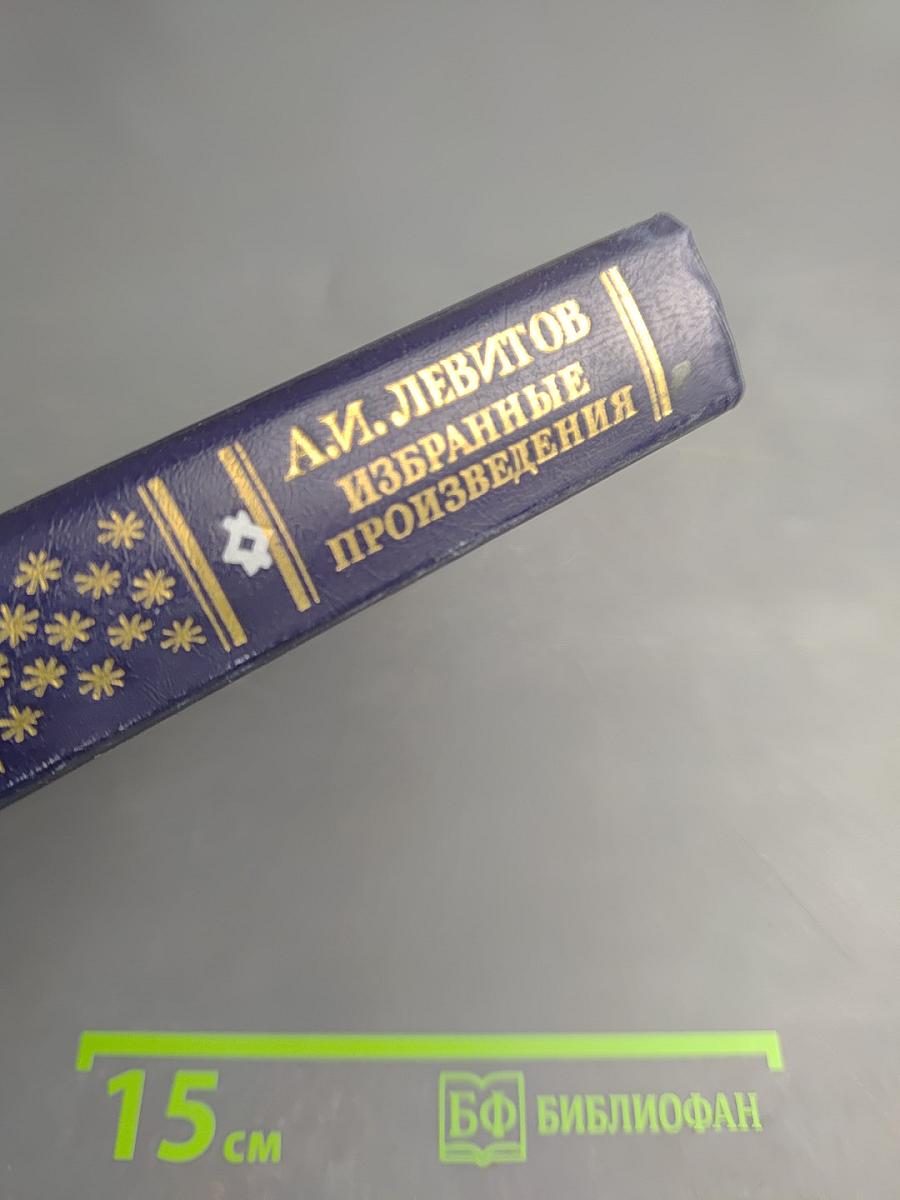 А.И. ЛЕВИТОВ
ИЗБРАННЫЕ
ПРОИЗВЕДЕНИЯ
15 см
БФ БИБЛИОФАН